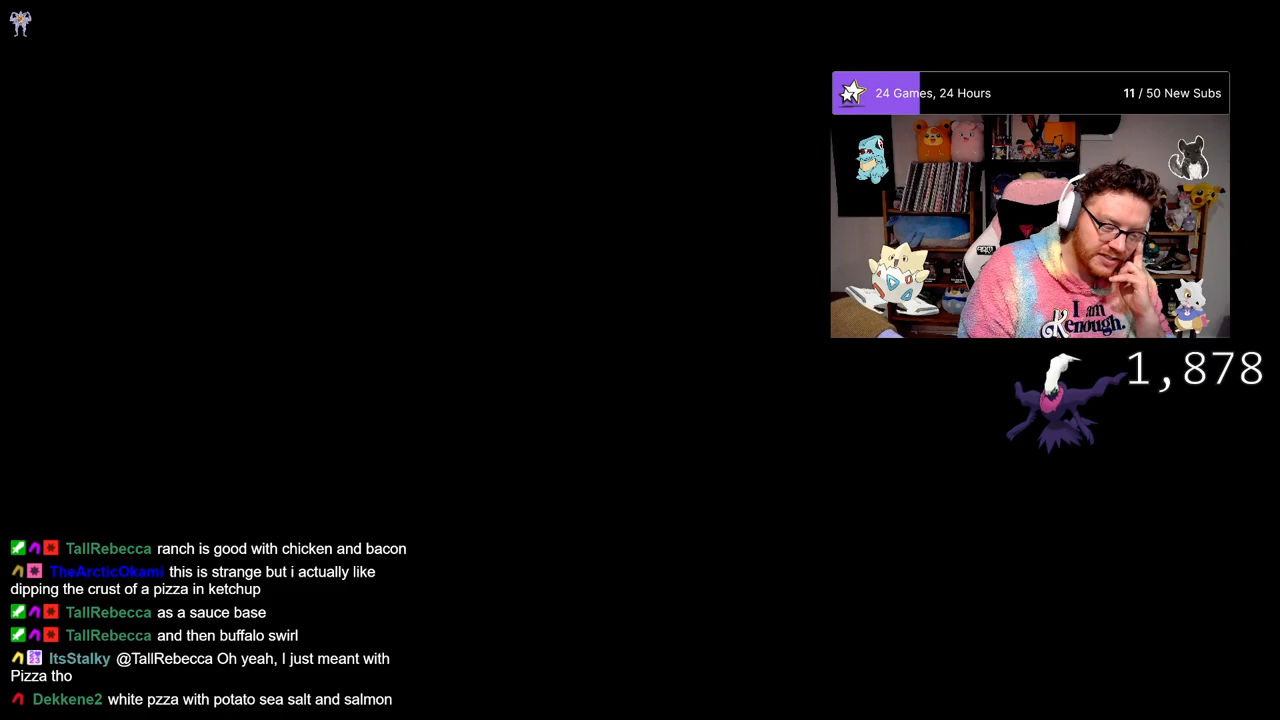 24 Games, 24 Hours
11 / 50 New Subs
I am
Kenough.
1,878
TallRebecca ranch is good with chicken and bacon
TheArcticOkami this is strange but i actually like
dipping the crust of a pizza in ketchup
TallRebecca as a sauce base
TallRebecca and then buffalo swirl
ItsStalky @TallRebecca Oh yeah, I just meant with
Pizza tho
Dekkene2 white pzza with potato sea salt and salmon